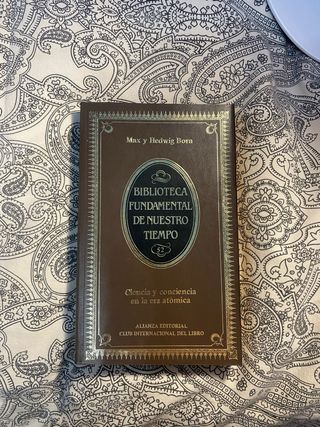 Max y Hedwig Born
BIBLIOTECA
FUNDAMENTAL
DE NUESTRO
TIEMPO
52
Ciencia y conciencia
en la era atómica
ALIANZA EDITORIAL
CLUB INTERNACIONAL DEL LIBRO